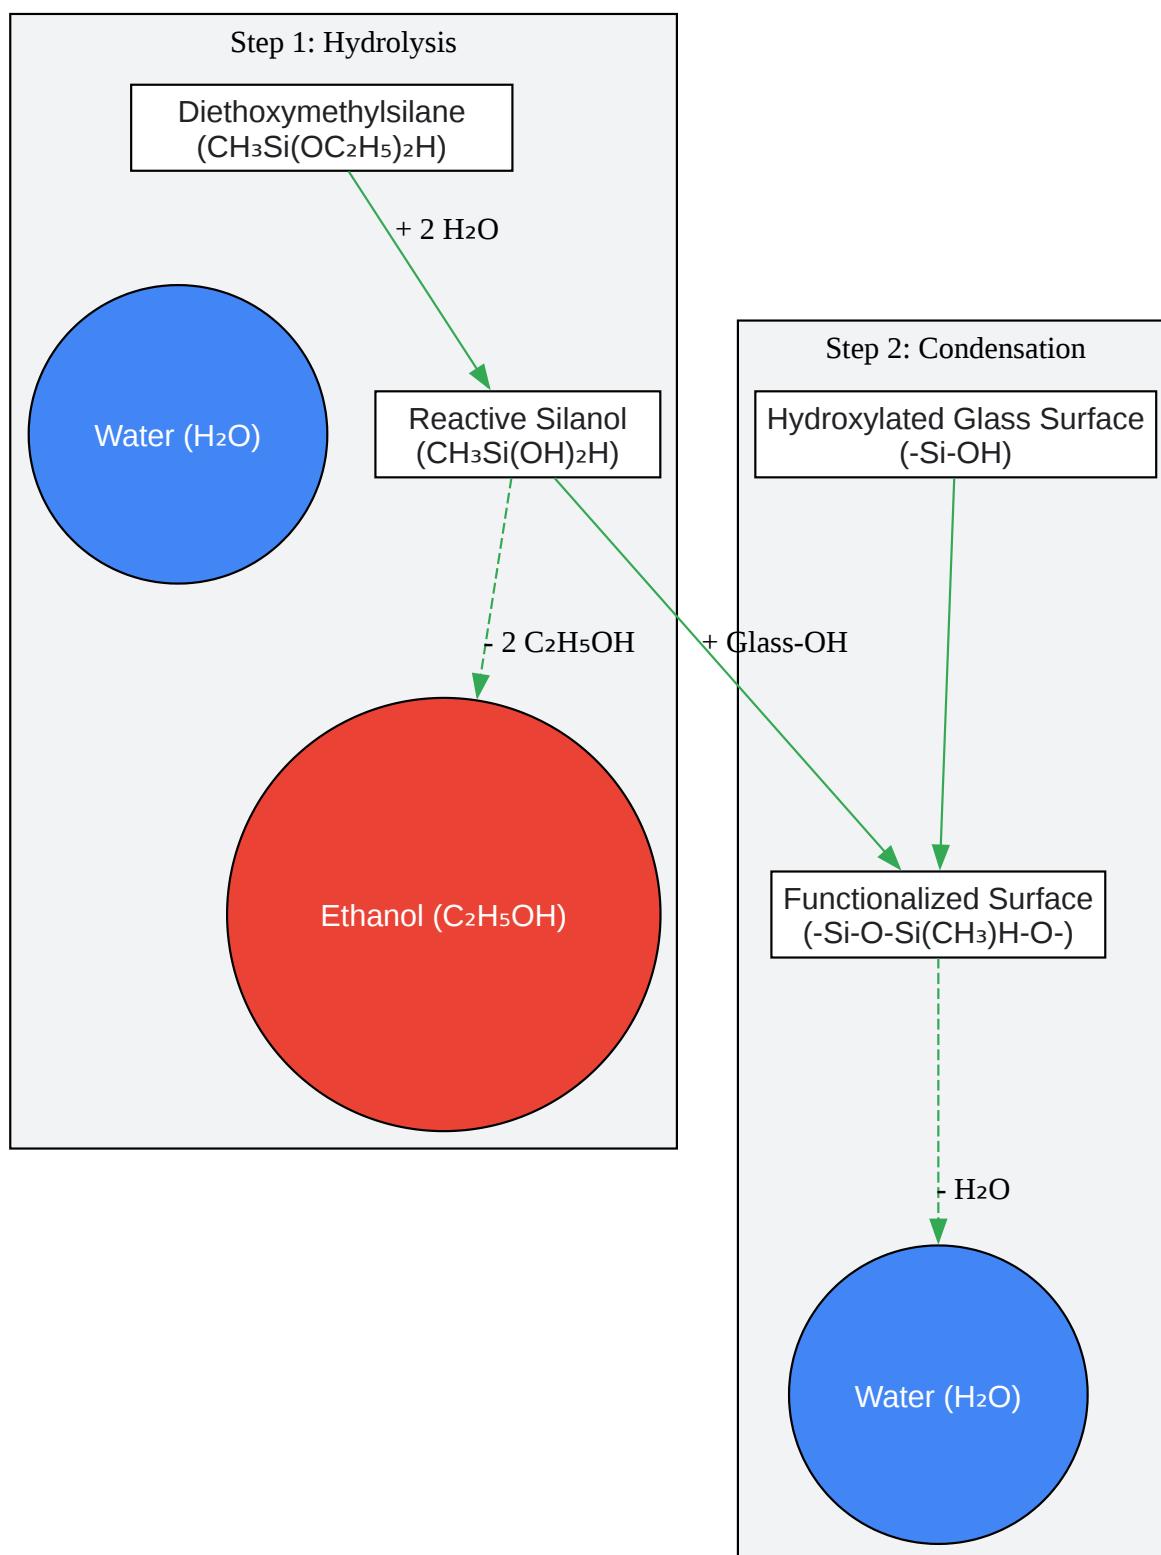 Step 1: Hydrolysis
Diethoxymethylsilane
(CH₃Si(OC₂H₅)₂H)
+ 2 H₂O
Water (H₂O)
Reactive Silanol
(CH₃Si(OH)₂H)
- 2 C₂H₅OH
Ethanol (C₂H₅OH)
Step 2: Condensation
Hydroxylated Glass Surface
(-Si-OH)
+ Glass-OH
Functionalized Surface
(-Si-O-Si(CH₃)H-O-)
- H₂O
Water (H₂O)